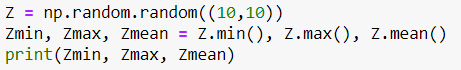 Z = np.random.random((10,10))
Zmin, Zmax, Zmean = Z.min(), Z.max(), Z.mean()
print(Zmin, Zmax, Zmean)